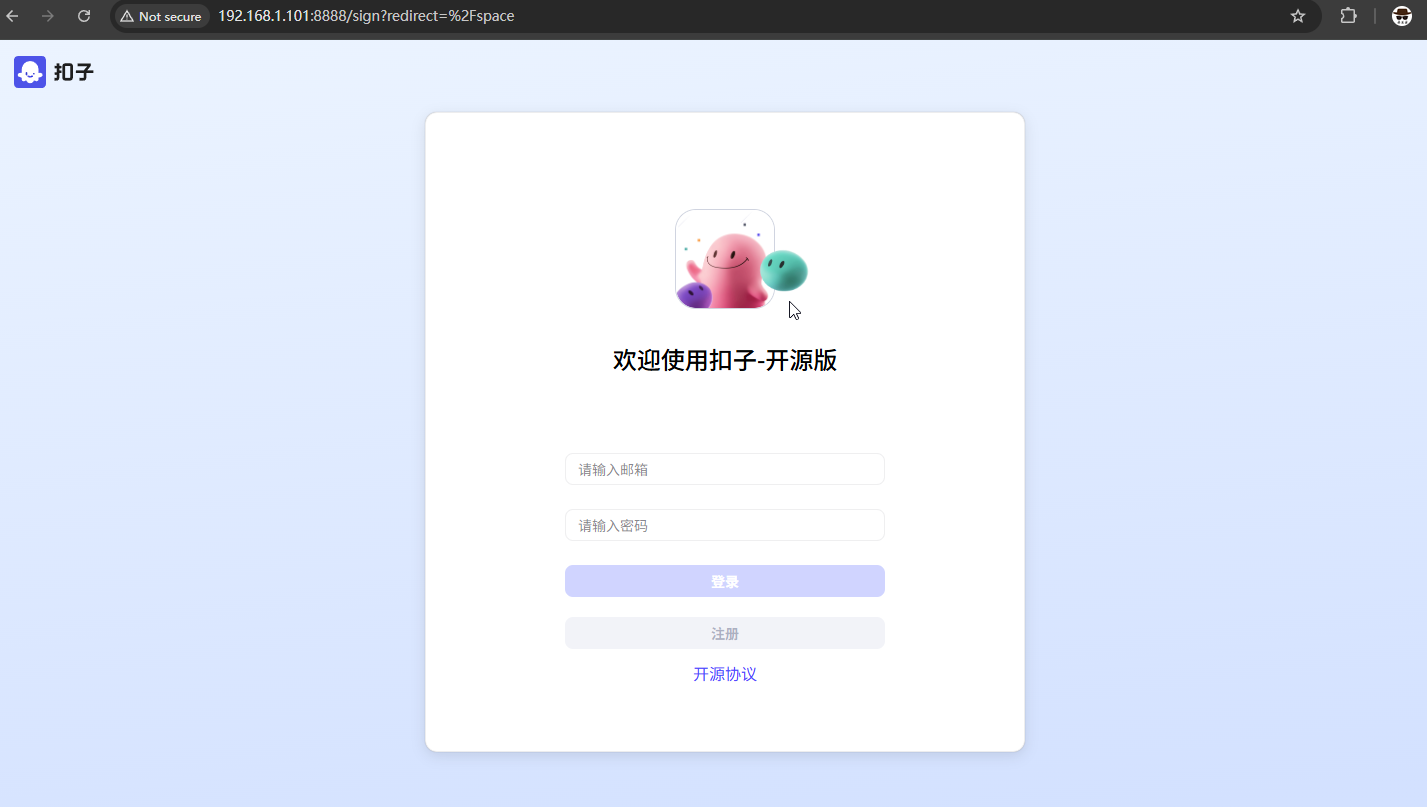 Not secure
192.168.1.101:8888/sign?redirect=%2Fspace
扣子
欢迎使用扣子-开源版
请输入邮箱
请输入密码
登录
注册
开源协议